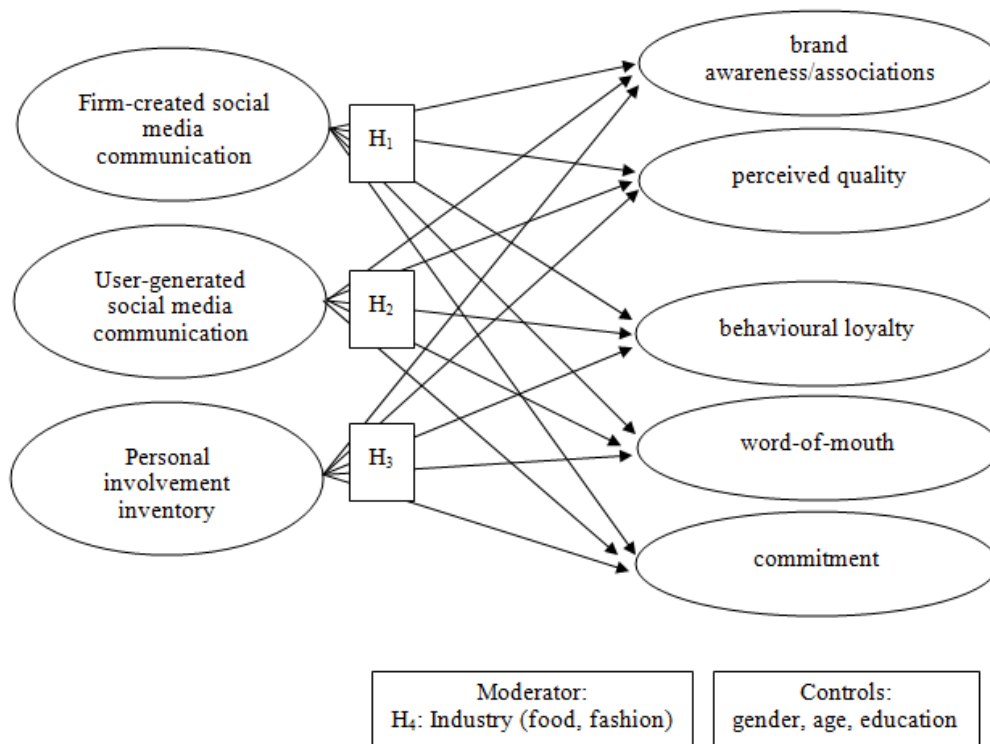 Firm-created social
media
communication
User-generated
social media
communication
Personal
involvement
inventory
H₁
H₂
H₃
brand
awareness/associations
perceived quality
behavioural loyalty
word-of-mouth
commitment
Moderator:
H₄: Industry (food, fashion)
Controls:
gender, age, education